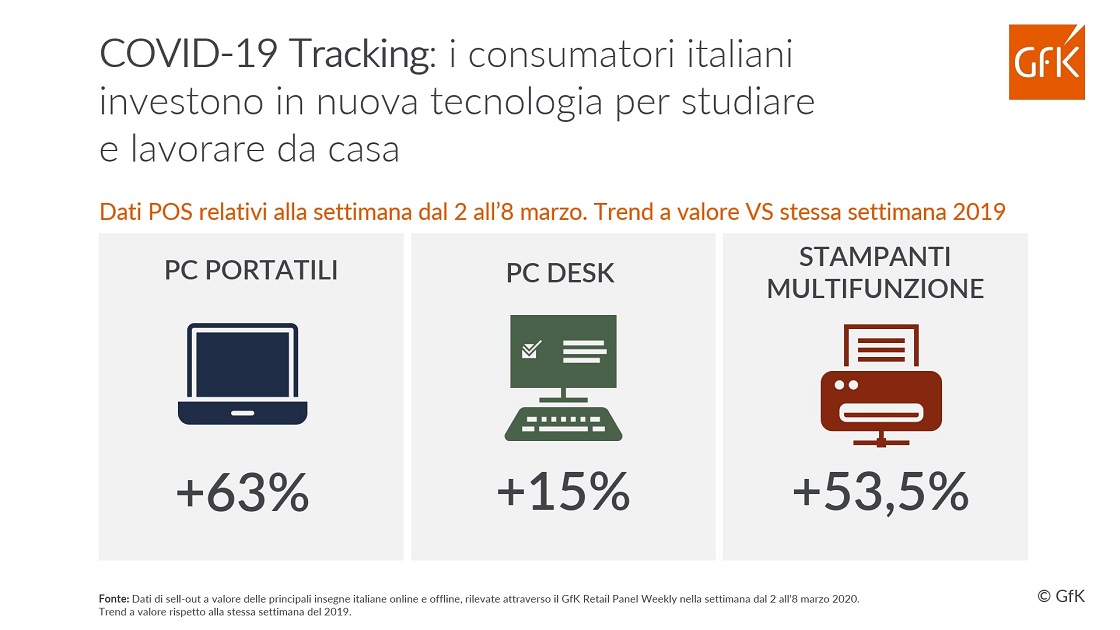 COVID-19 Tracking: i consumatori italiani
investono in nuova tecnologia per studiare
e lavorare da casa
GfK
Dati POS relativi alla settimana dal 2 all'8 marzo. Trend a valore VS stessa settimana 2019
PC PORTATILI
+63%
PC DESK
+15%
STAMPANTI
MULTIFUNZIONE
+53,5%
Fonte: Dati di sell-out a valore delle principali insegne italiane online e offline, rilevate attraverso il GfK Retail Panel Weekly nella settimana dal 2 all'8 marzo 2020.
Trend a valore rispetto alla stessa settimana del 2019.
© GfK